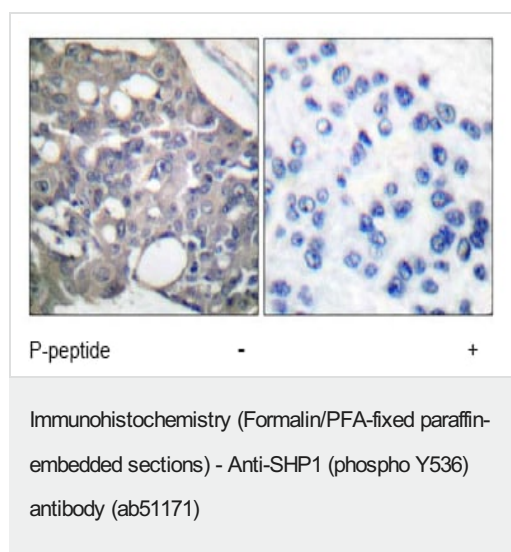 P-peptide - +
Immunohistochemistry (Formalin/PFA-fixed paraffin-
embedded sections) - Anti-SHP1 (phospho Y536)
antibody (ab51171)